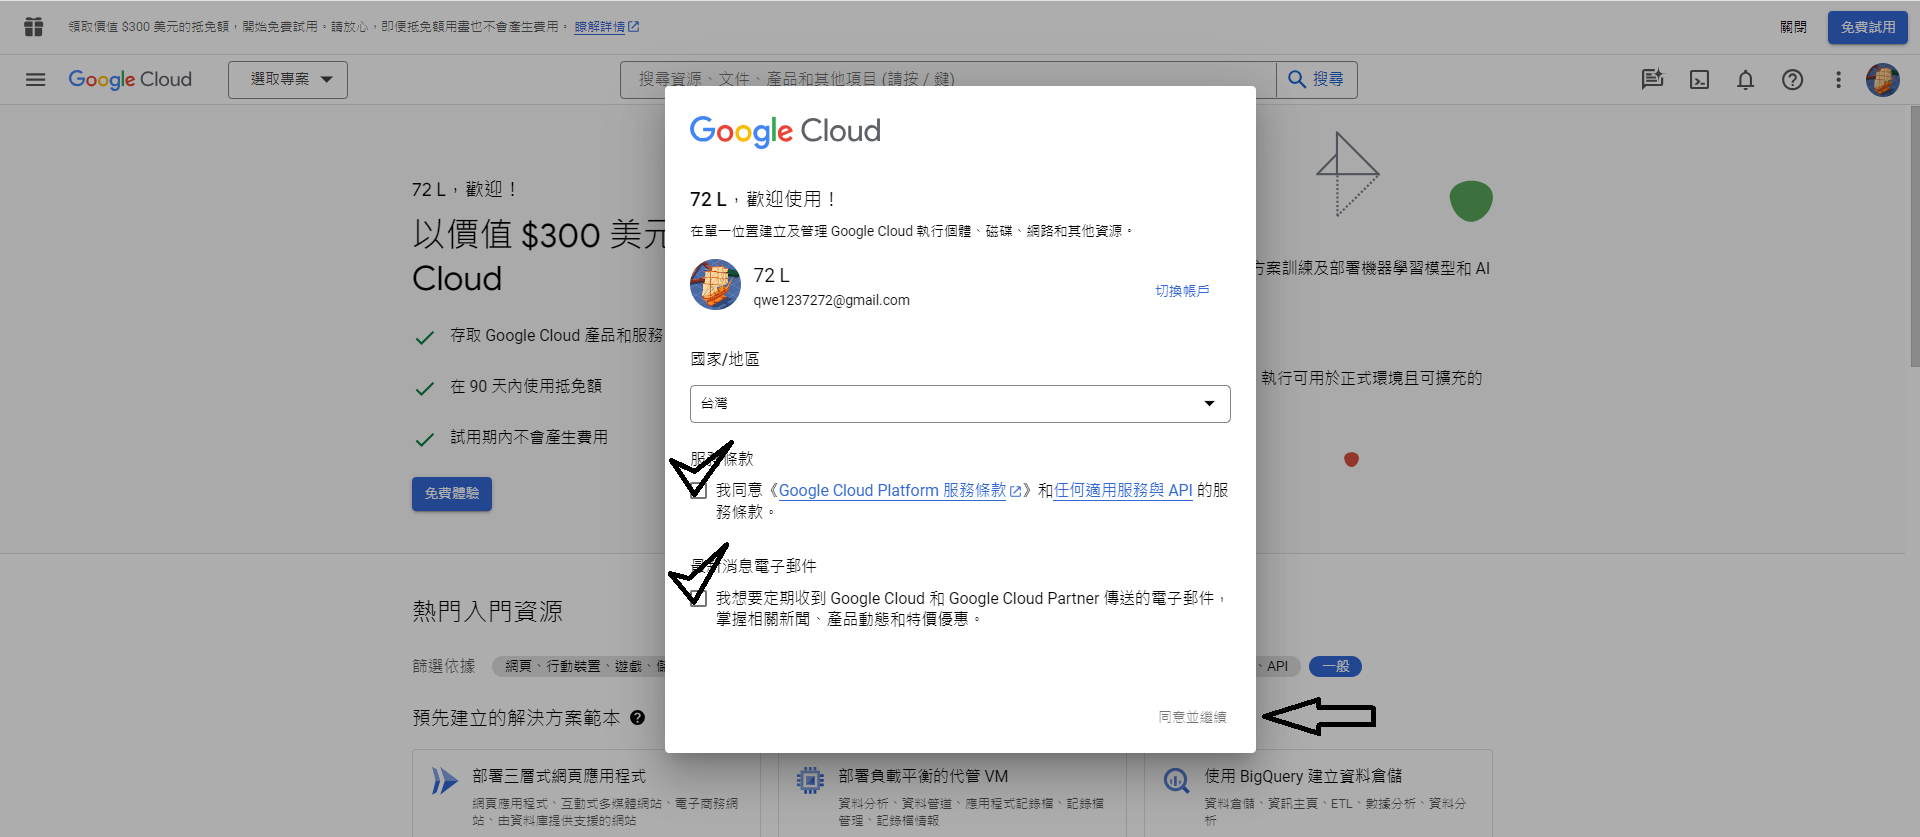 領取價值 $300 美元的抵免額，開始免費試用。請放心，即便抵免額用盡也不會產生費用。 瞭解詳情
關閉
免費試用
Google Cloud
選取專案
搜尋資源、文件、產品和其他項目 (請按 / 鍵)
搜尋
72 L，歡迎！
以價值 $300 美元
Cloud
存取 Google Cloud 產品和服務
在 90 天內使用抵免額
試用期內不會產生費用
免費體驗
方案訓練及部署機器學習模型和 AI
執行可用於正式環境且可擴充的
Google Cloud
72 L，歡迎使用！
在單一位置建立及管理 Google Cloud 執行個體、磁碟、網路和其他資源。
72 L
qwe1237272@gmail.com
切換帳戶
國家/地區
台灣
服務條款
我同意《Google Cloud Platform 服務條款》和任何適用服務與 API 的服
務條款。
最新消息電子郵件
我想要定期收到 Google Cloud 和 Google Cloud Partner 傳送的電子郵件，
掌握相關新聞、產品動態和特價優惠。
同意並繼續
熱門入門資源
篩選依據
網頁、行動裝置、遊戲、
、API
一般
預先建立的解決方案範本
部署三層式網頁應用程式
網頁應用程式、互動式多媒體網站、電子商務網
站、由資料庫提供支援的網站
部署負載平衡的代管 VM
資料分析、資料管道、應用程式記錄檔、記錄檔
管理、記錄檔情報
使用 BigQuery 建立資料倉儲
資料倉儲、資訊主頁、ETL、數據分析、資料分
析